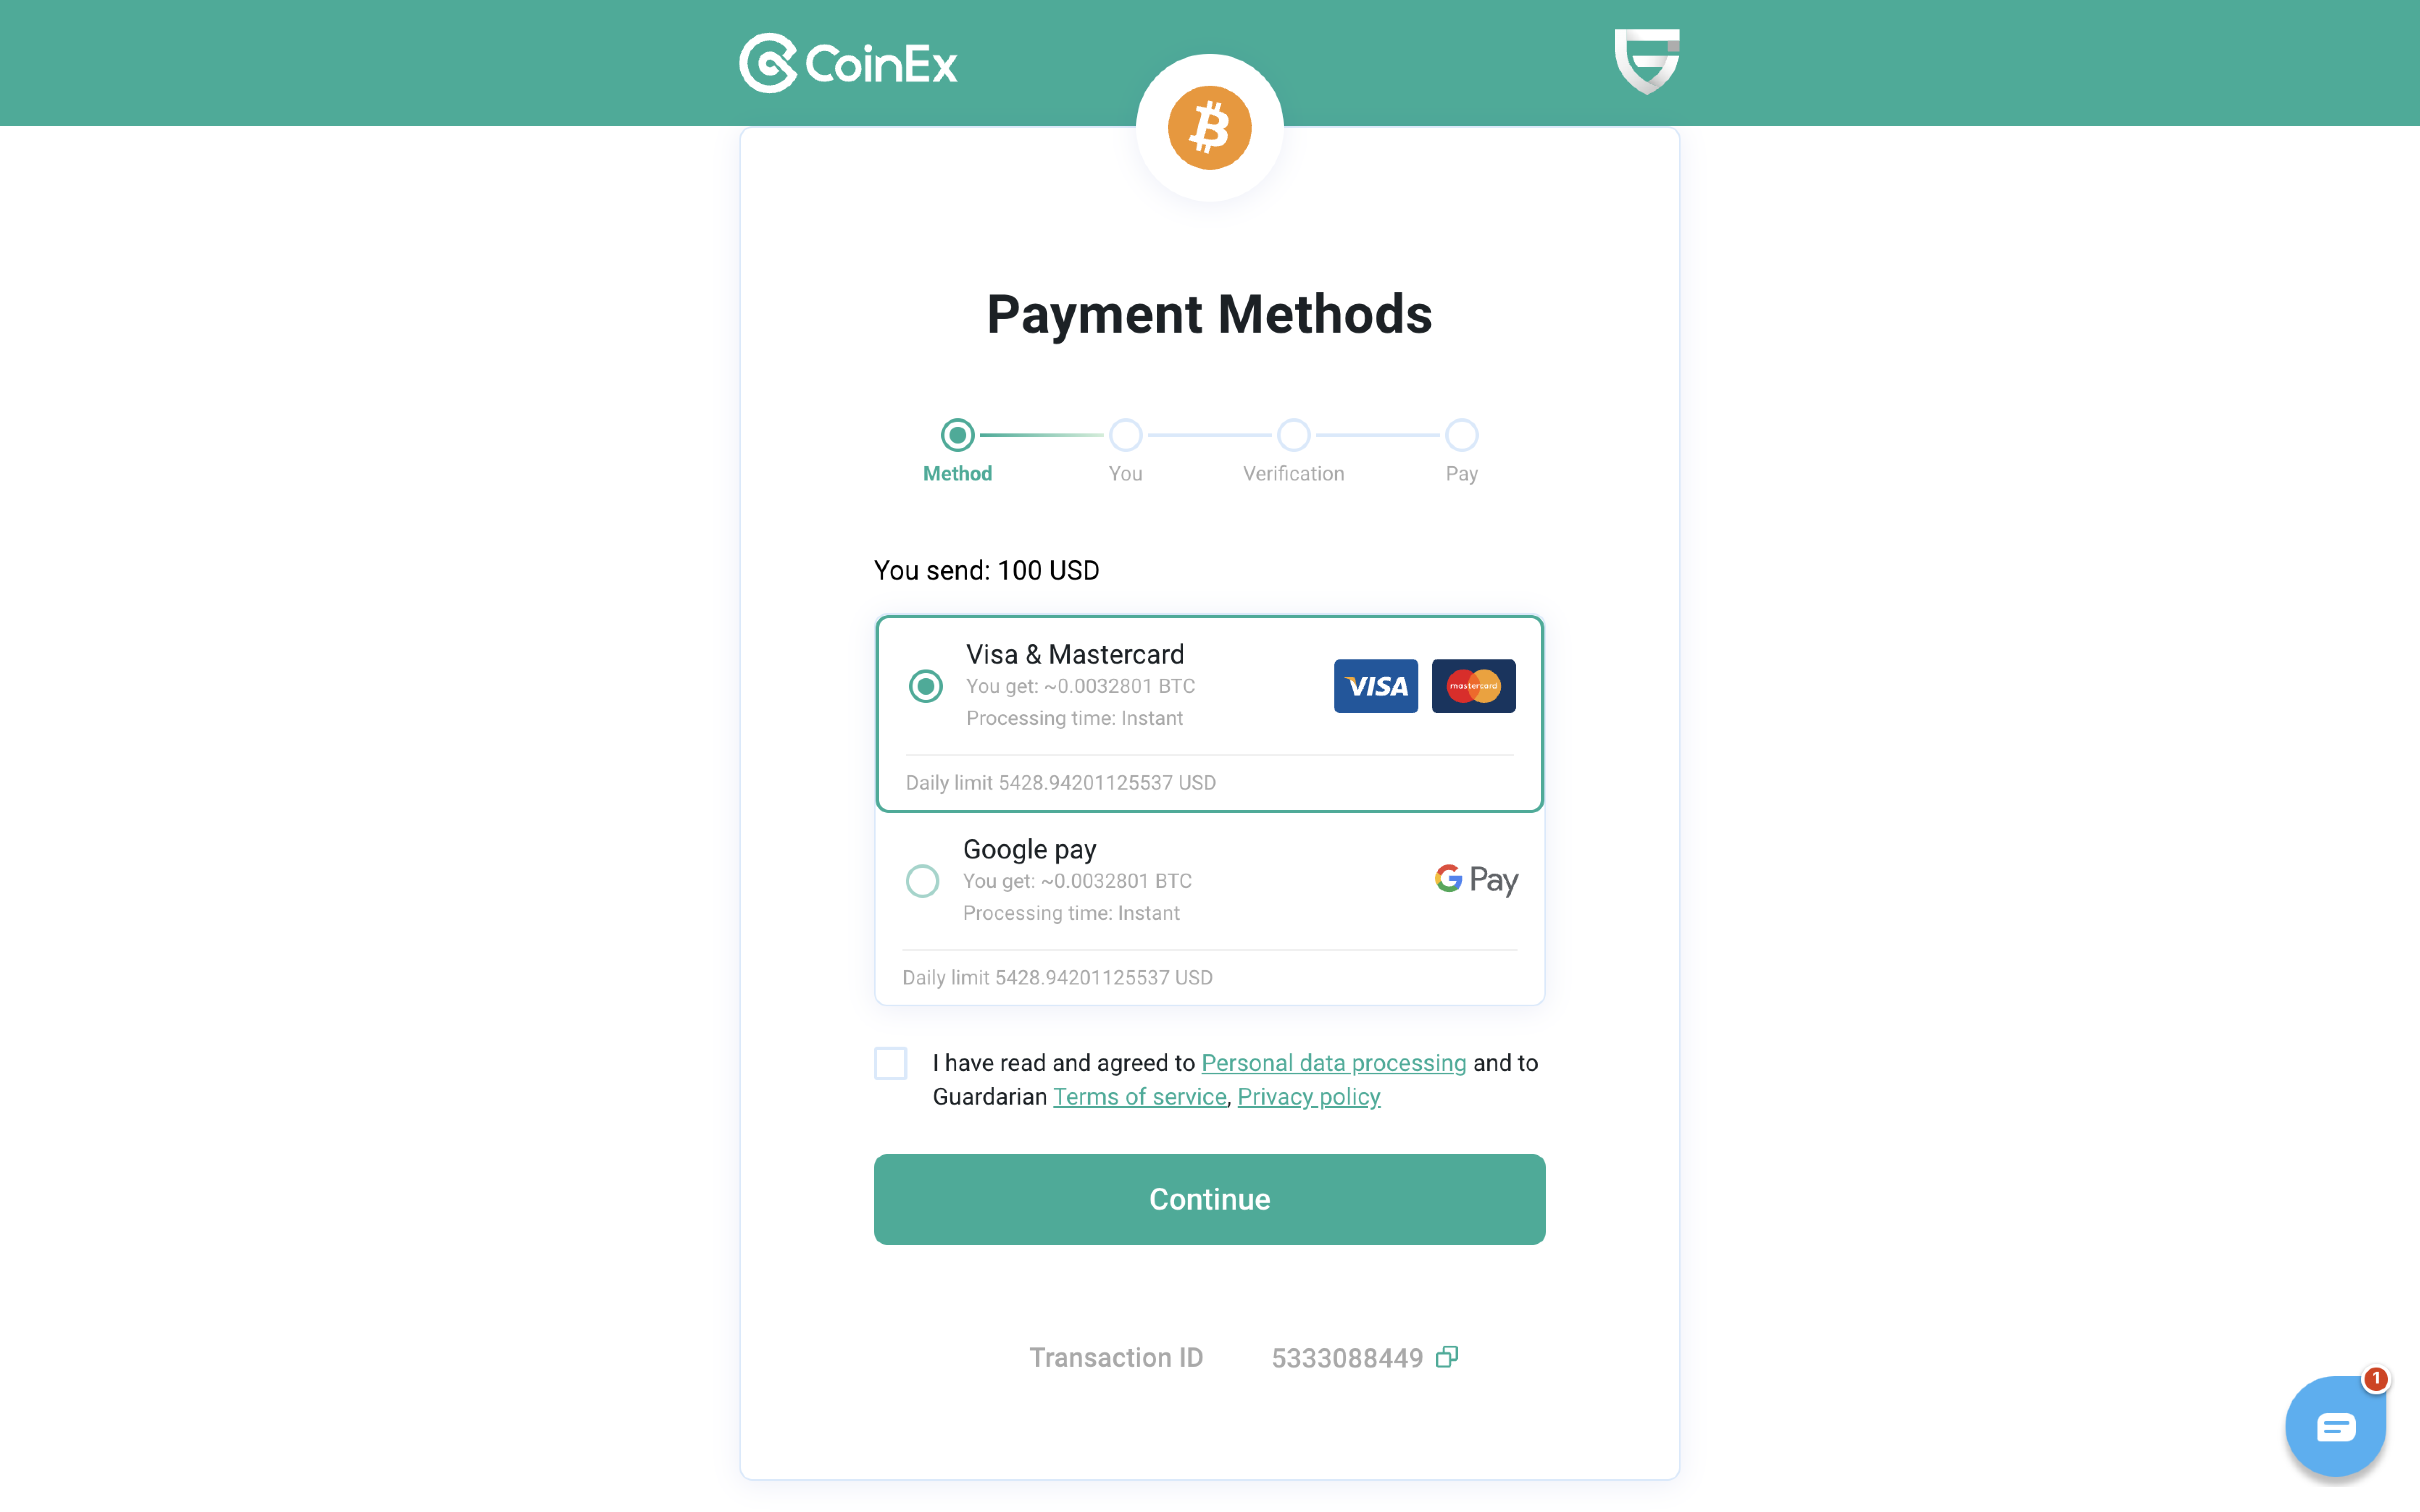 CoinEx
Payment Methods
Method
You
Verification
Pay
You send: 100 USD
Visa & Mastercard
You get: ~0.0032801 BTC
Processing time: Instant
VISA
mastercard
Daily limit 5428.94201125537 USD
Google pay
You get: ~0.0032801 BTC
Processing time: Instant
G Pay
Daily limit 5428.94201125537 USD
I have read and agreed to Personal data processing and to
Guardarian Terms of service, Privacy policy
Continue
Transaction ID 5333088449
1